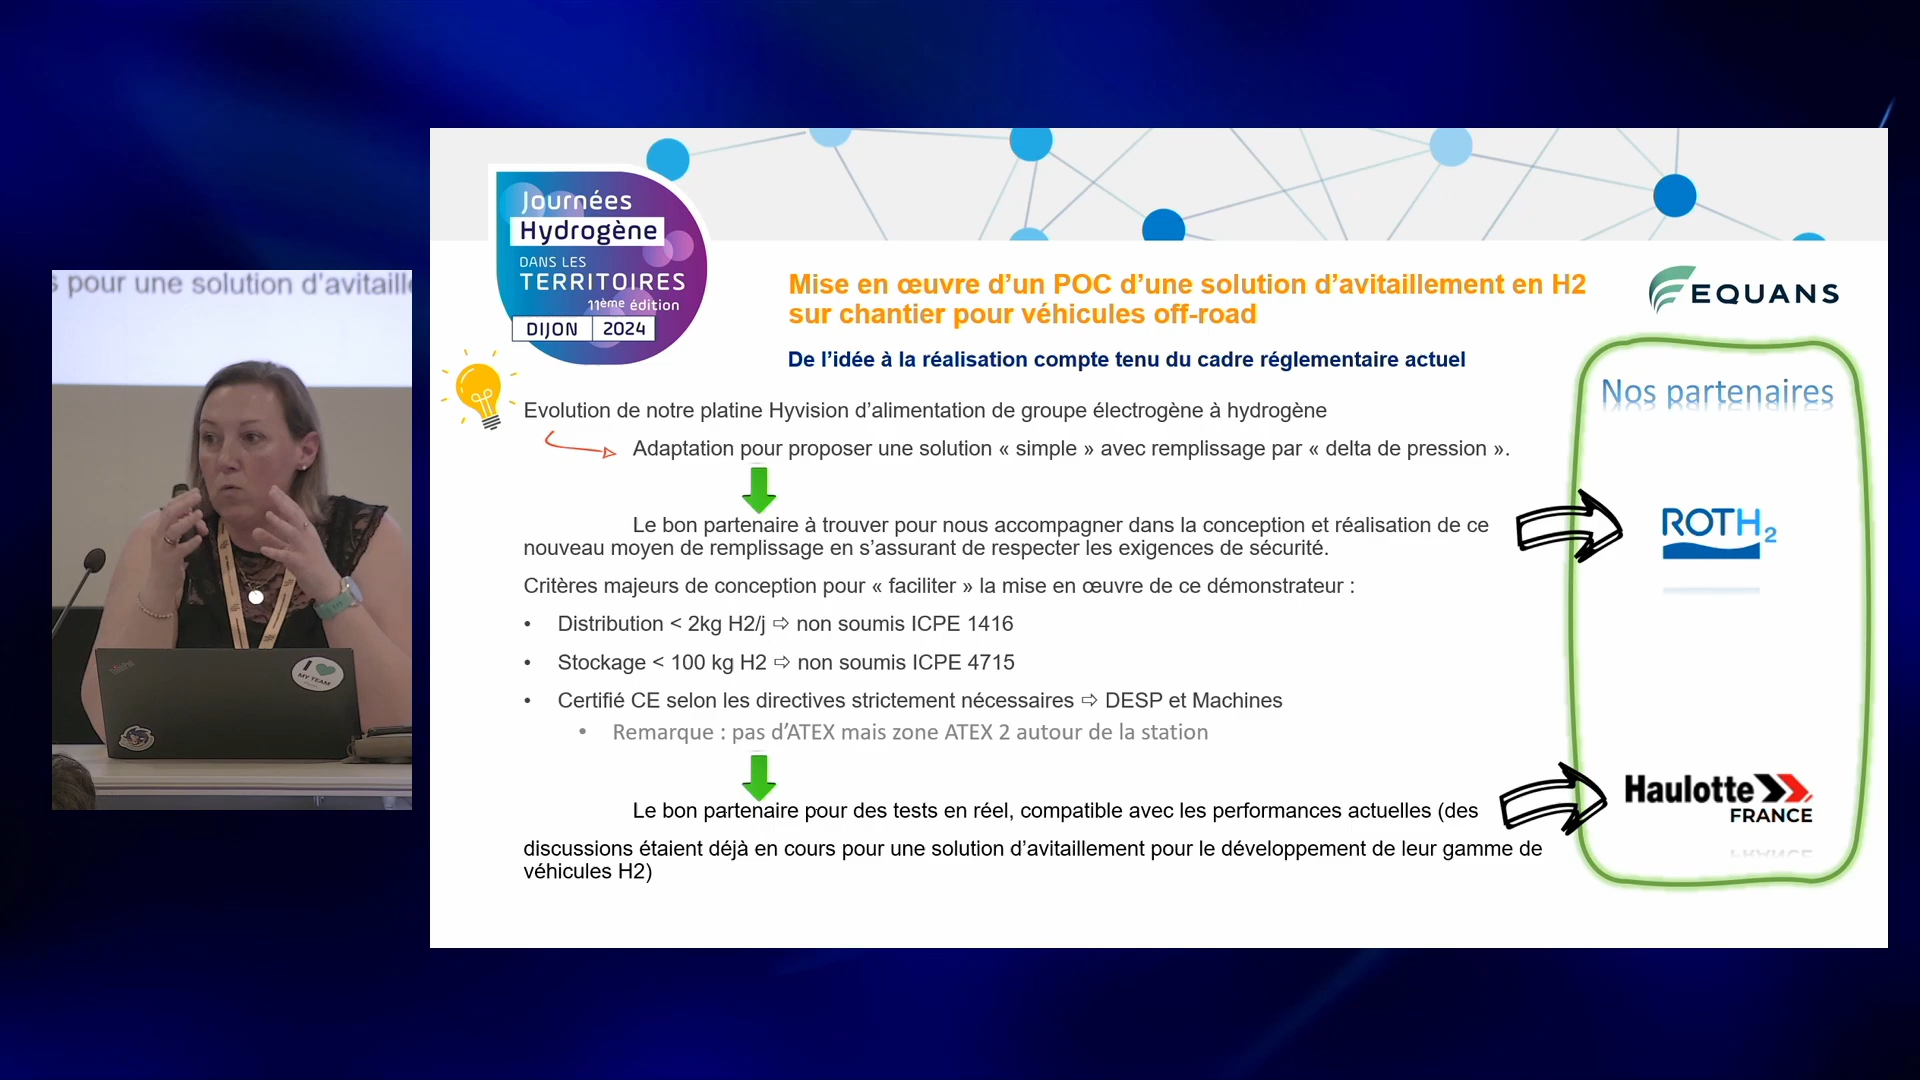 s pour une solution d'avitaille
I
MY TEAM
Journées
Hydrogène
DANS LES
TERRITOIRES
11ème édition
DIJON 2024
Mise en œuvre d'un POC d'une solution d'avitaillement en H2
sur chantier pour véhicules off-road
De l'idée à la réalisation compte tenu du cadre réglementaire actuel
EQUANS
Evolution de notre platine Hyvision d'alimentation de groupe électrogène à hydrogène
Adaptation pour proposer une solution « simple » avec remplissage par « delta de pression ».
Le bon partenaire à trouver pour nous accompagner dans la conception et réalisation de ce
nouveau moyen de remplissage en s'assurant de respecter les exigences de sécurité.
Critères majeurs de conception pour « faciliter » la mise en œuvre de ce démonstrateur :
• Distribution < 2kg H2/j ⇨ non soumis ICPE 1416
• Stockage < 100 kg H2 ⇨ non soumis ICPE 4715
• Certifié CE selon les directives strictement nécessaires ⇨ DESP et Machines
• Remarque : pas d'ATEX mais zone ATEX 2 autour de la station
Le bon partenaire pour des tests en réel, compatible avec les performances actuelles (des
discussions étaient déjà en cours pour une solution d'avitaillement pour le développement de leur gamme de
véhicules H2)
Nos partenaires
ROTH2
Haulotte
FRANCE